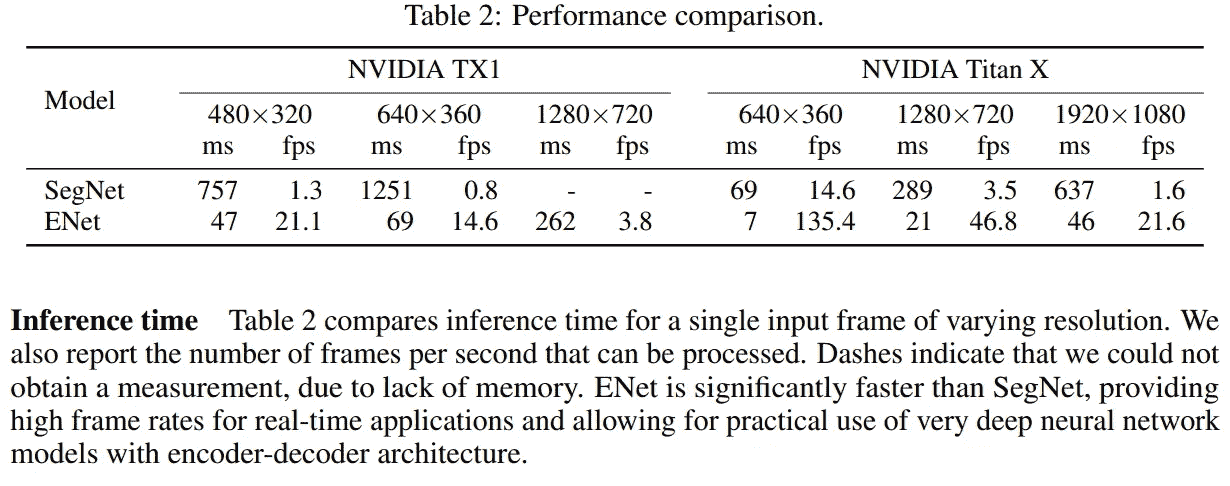 Table 2: Performance comparison.
Model NVIDIA TX1 NVIDIA Titan X
480×320 640×360 1280×720 640×360 1280×720 1920×1080
ms fps ms fps ms fps ms fps ms fps ms fps
SegNet 757 1.3 1251 0.8 - - 69 14.6 289 3.5 637 1.6
ENet 47 21.1 69 14.6 262 3.8 7 135.4 21 46.8 46 21.6
Inference time Table 2 compares inference time for a single input frame of varying resolution. We
also report the number of frames per second that can be processed. Dashes indicate that we could not
obtain a measurement, due to lack of memory. ENet is significantly faster than SegNet, providing
high frame rates for real-time applications and allowing for practical use of very deep neural network
models with encoder-decoder architecture.